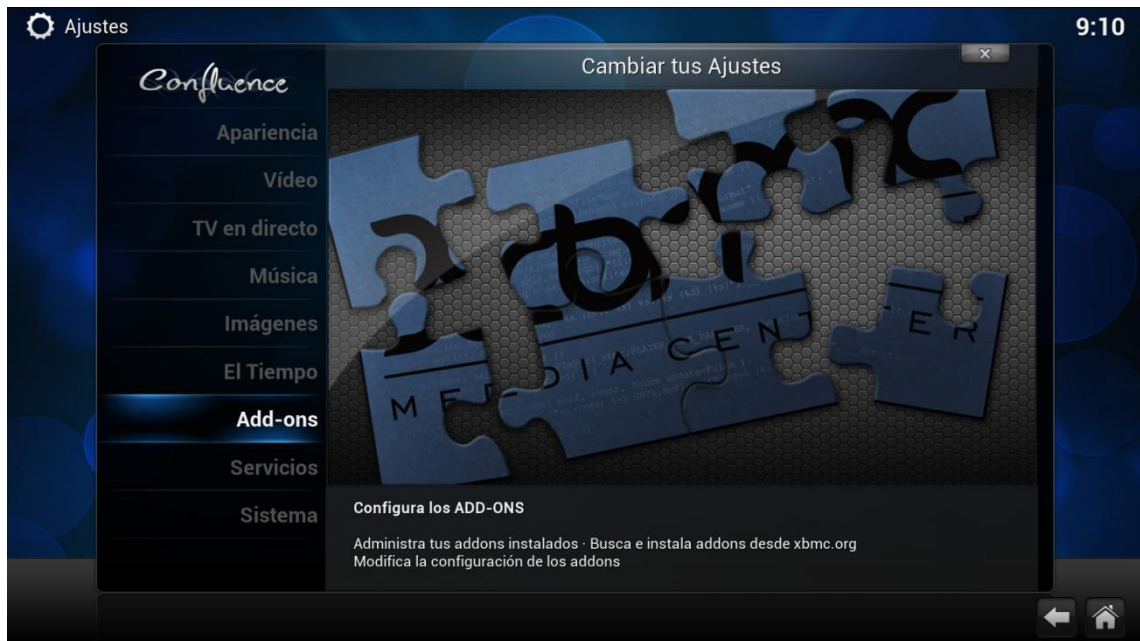 Ajustes
9:10
Confluence
Cambiar tus Ajustes
x
Apariencia
Vídeo
TV en directo
Música
Imágenes
El Tiempo
Add-ons
Servicios
Sistema
xbmc
MEDIA CENTER
Configura los ADD-ONS
Administra tus addons instalados · Busca e instala addons desde xbmc.org
Modifica la configuración de los addons